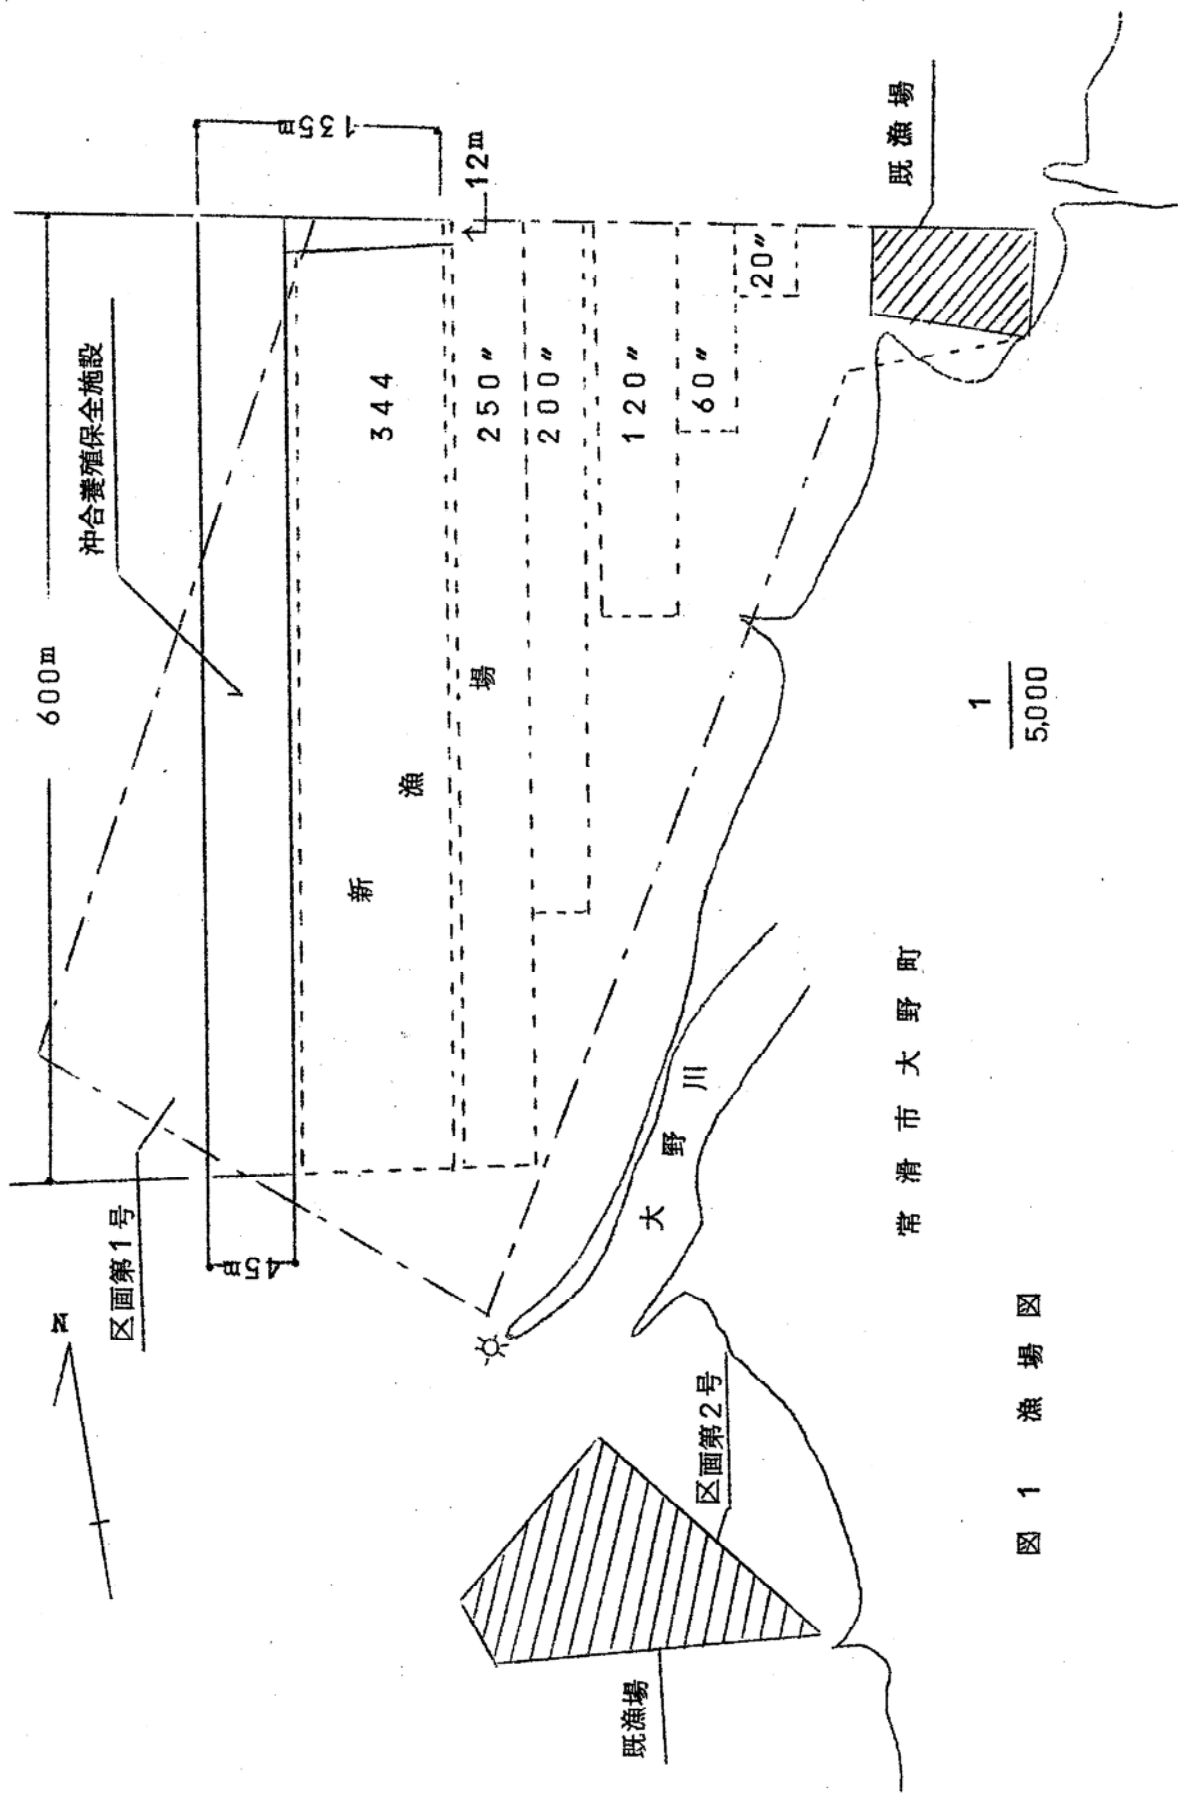 600m
沖合養殖保全施設
135m
12m
区画第1号
45m
N
344
250〃
200〃
120〃
60〃
20〃
新漁場
既漁場
大野川
区画第2号
既漁場
常滑市大野町
1
5,000
図1 漁場図